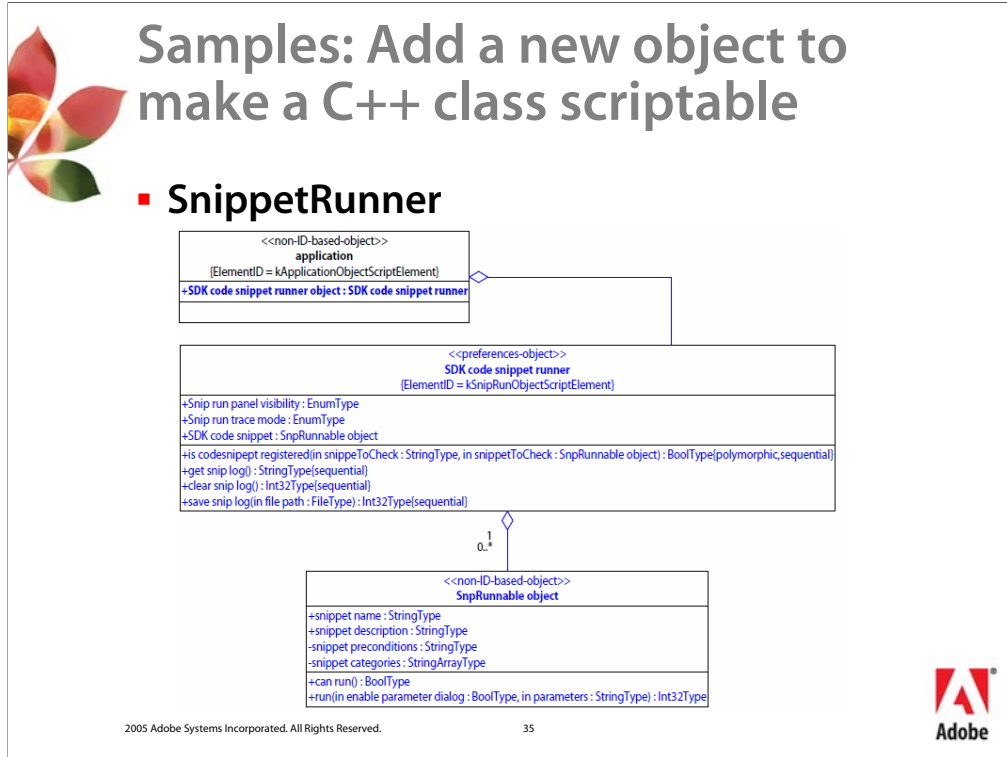 Samples: Add a new object to
make a C++ class scriptable
▪ SnippetRunner
<<non-ID-based-object>>
application
{ElementID = kApplicationObjectScriptElement}
+SDK code snippet runner object : SDK code snippet runner
<<preferences-object>>
SDK code snippet runner
{ElementID = kSnipRunObjectScriptElement}
+Snip run panel visibility : EnumType
+Snip run trace mode : EnumType
+SDK code snippet : SnpRunnable object
+is codesnipept registered(in snippeToCheck : StringType, in snippetToCheck : SnpRunnable object) : BoolType{polymorphic,sequential}
+get snip log() : StringType{sequential}
+clear snip log() : Int32Type{sequential}
+save snip log(in file path : FileType) : Int32Type{sequential}
1
0..*
<<non-ID-based-object>>
SnpRunnable object
+snippet name : StringType
+snippet description : StringType
-snippet preconditions : StringType
-snippet categories : StringArrayType
+can run() : BoolType
+run(in enable parameter dialog : BoolType, in parameters : StringType) : Int32Type
2005 Adobe Systems Incorporated. All Rights Reserved.
35
Adobe